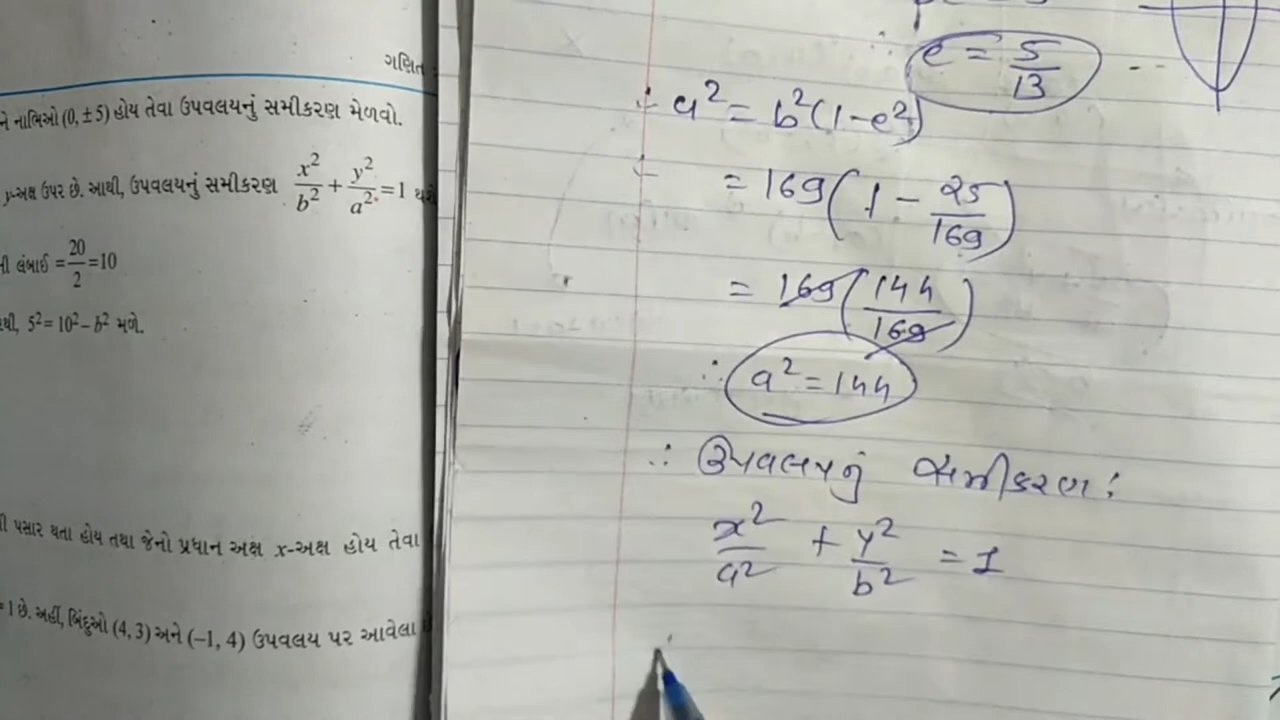 ગણિત
ને નાભિઓ (0, ± 5) હોય તેવા ઉપવલયનું સમીકરણ મેળવો.
y-અક્ષ ઉપર છે. આથી, ઉપવલયનું સમીકરણ x²/b² + y²/a² = 1
લંબાઈ = 20/2 = 10
5² = 10² – b² મળે.
પસાર થતા હોય તથા જેનો પ્રધાન અક્ષ x-અક્ષ હોય તેવા
= 1 છે. અહીં, બિંદુઓ (4, 3) અને (–1, 4) ઉપવલય પર આવેલા
∴ e = 5/13
∴ a² = b²(1-e²)
∴ = 169(1 - 25/169)
= 169(144/169)
∴ a² = 144
∴ ઉપવલયનું સમીકરણ:
x²/a² + y²/b² = 1